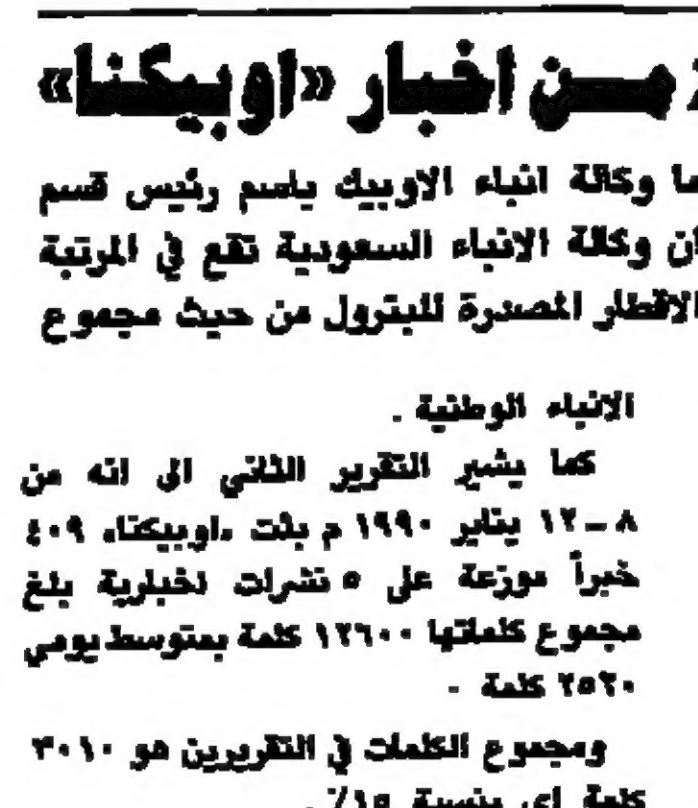 من اخبار «اوبيكنا»
وكالة انباء الاوبيك باسم رئيس قسم
ان وكالة الانباء السعودية تقع في المرتبة
الاقطار المصدرة للبترول من حيث مجموع
الانباء الوطنية .
كما يشير التقرير الثاني الى انه من
٨ – ١٢ يناير ١٩٩٠ م بثت «اوبيكنا» ٤٠٩
خبراً موزعة على ٥ نشرات اخبارية بلغ
مجموع كلماتها ١٢٦٠٠ كلمة بمتوسط يومي
٢٥٢٠ كلمة .
ومجموع الكلمات في التقريرين هو ٣٠١٠
كلمة اي بنسبة ١٥٪ .